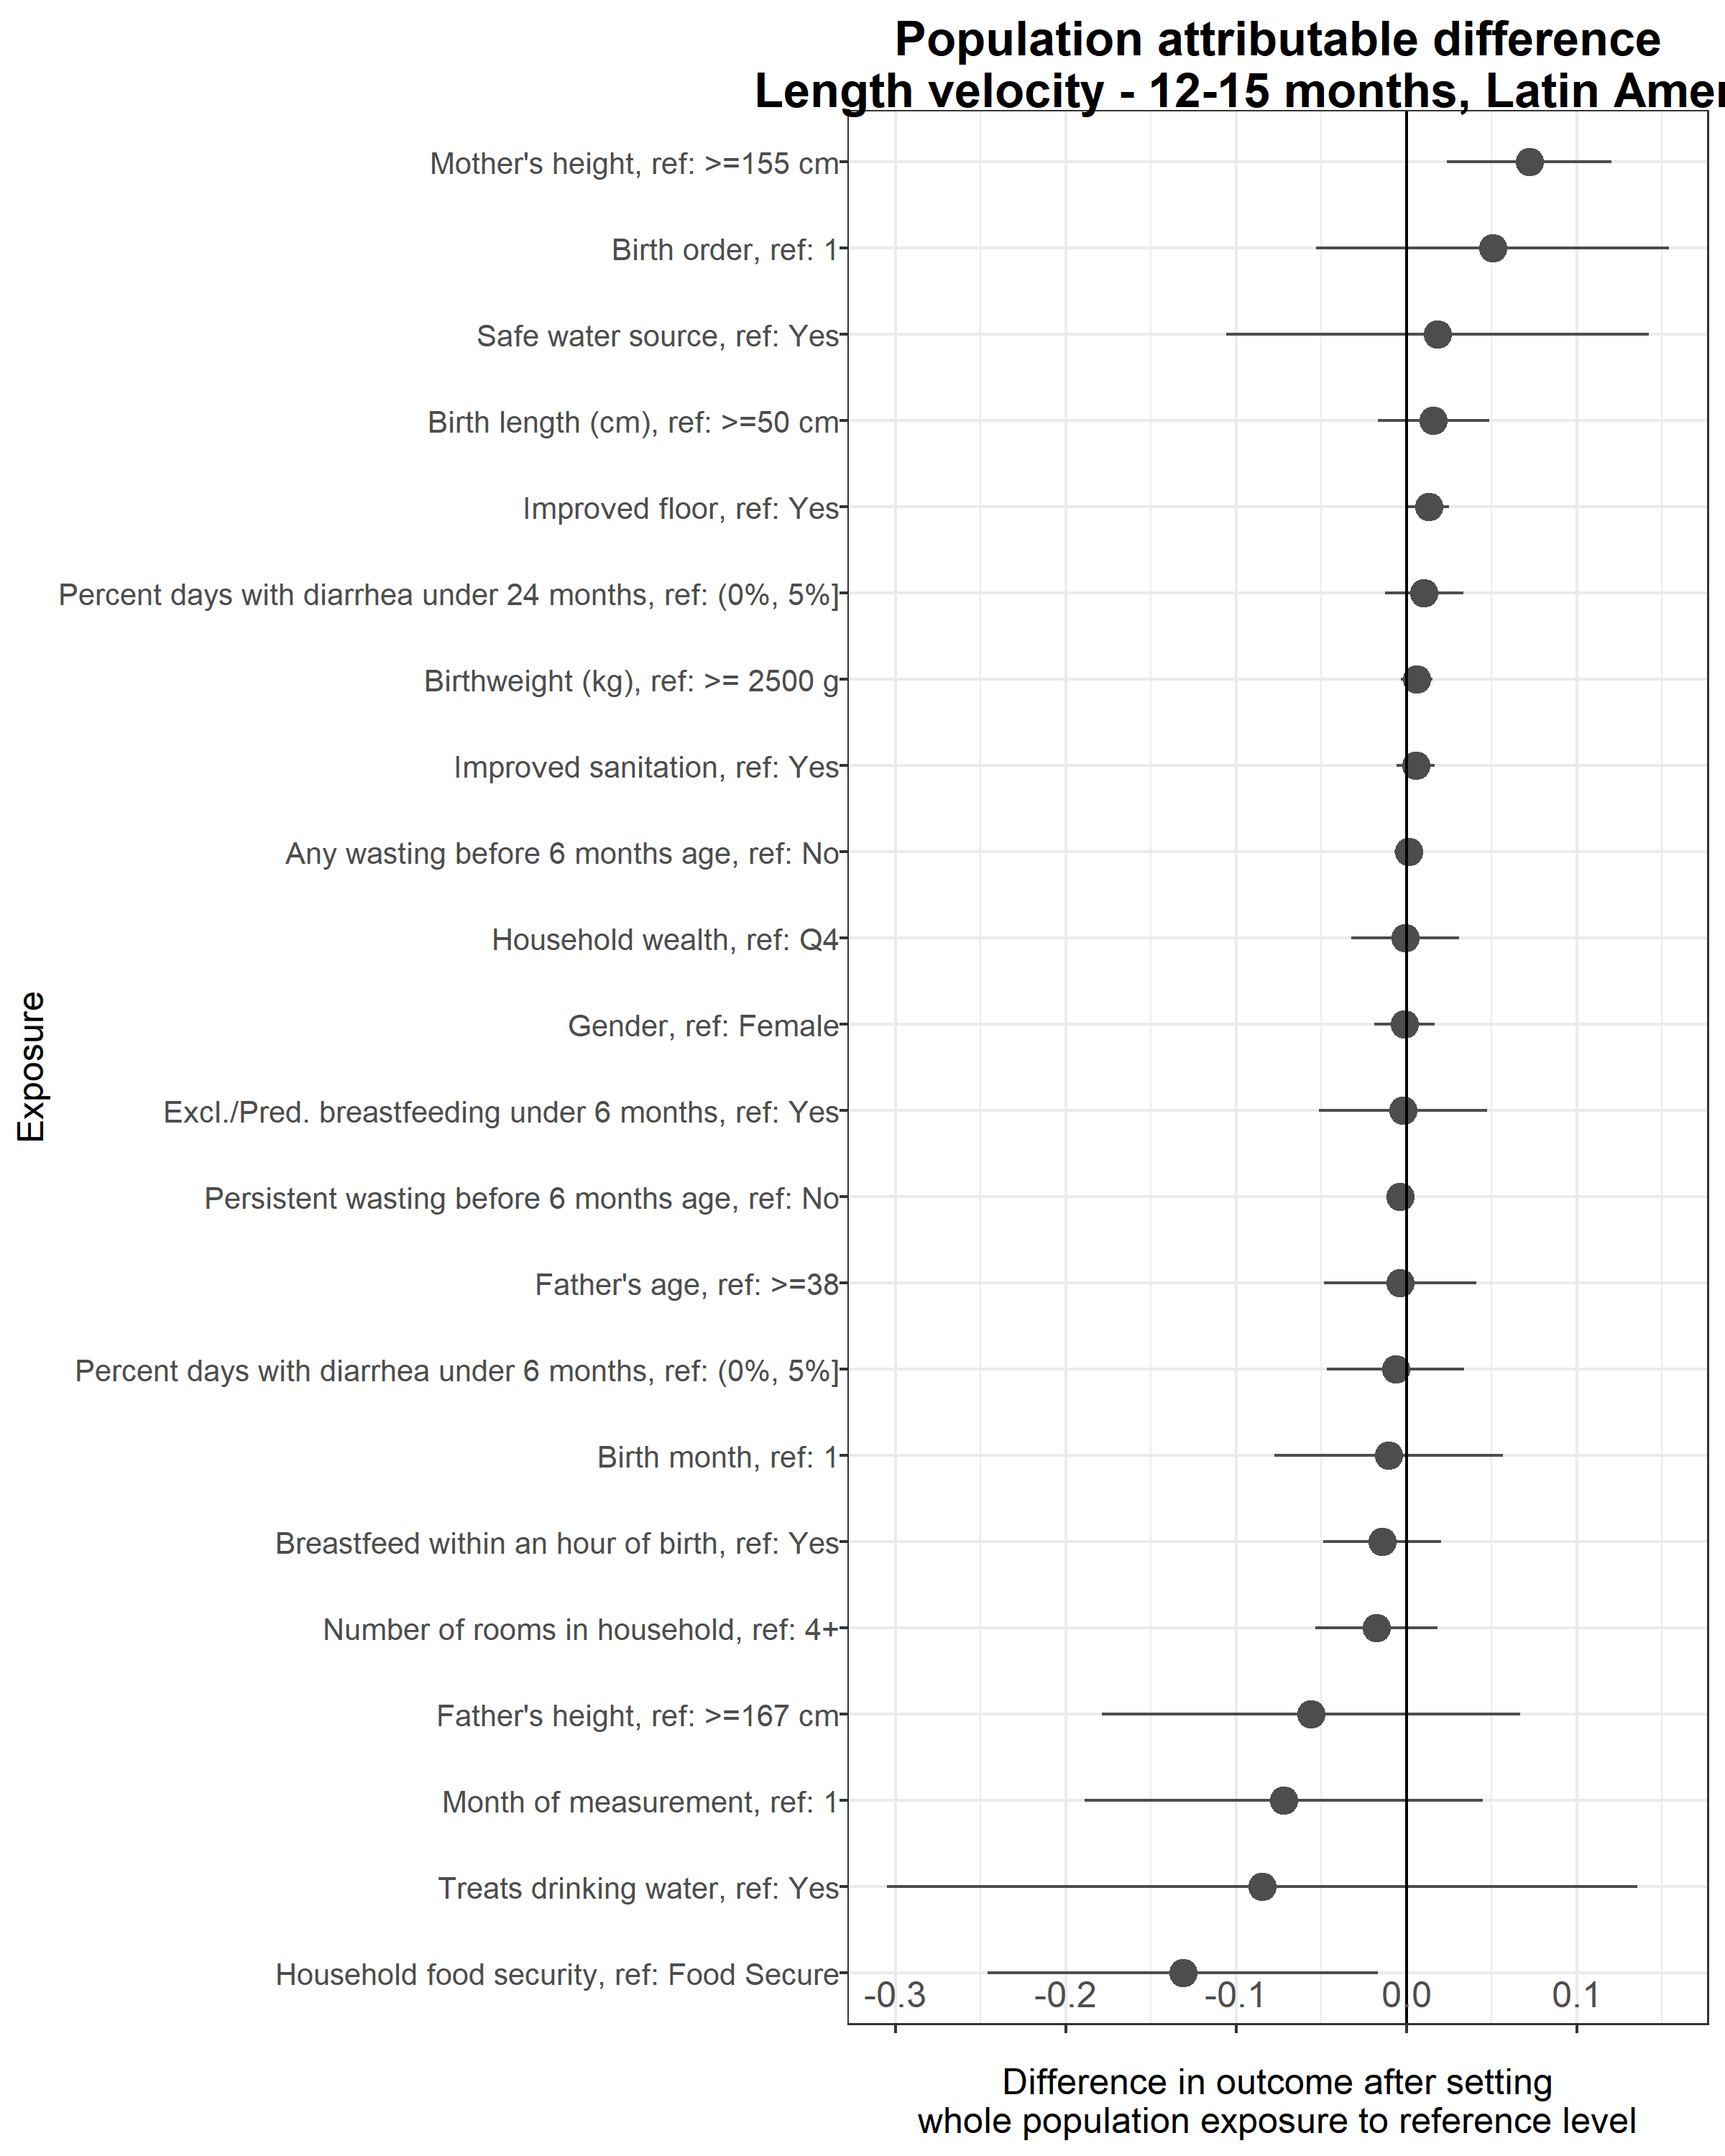 Population attributable difference
Length velocity - 12-15 months, Latin Amer
Mother's height, ref: >=155 cm
Birth order, ref: 1
Safe water source, ref: Yes
Birth length (cm), ref: >=50 cm
Improved floor, ref: Yes
Percent days with diarrhea under 24 months, ref: (0%, 5%]
Birthweight (kg), ref: >= 2500 g
Improved sanitation, ref: Yes
Any wasting before 6 months age, ref: No
Household wealth, ref: Q4
Gender, ref: Female
Excl./Pred. breastfeeding under 6 months, ref: Yes
Persistent wasting before 6 months age, ref: No
Father's age, ref: >=38
Percent days with diarrhea under 6 months, ref: (0%, 5%]
Birth month, ref: 1
Breastfeed within an hour of birth, ref: Yes
Number of rooms in household, ref: 4+
Father's height, ref: >=167 cm
Month of measurement, ref: 1
Treats drinking water, ref: Yes
Household food security, ref: Food Secure
Exposure
-0.3 -0.2 -0.1 0.0 0.1
Difference in outcome after setting
whole population exposure to reference level